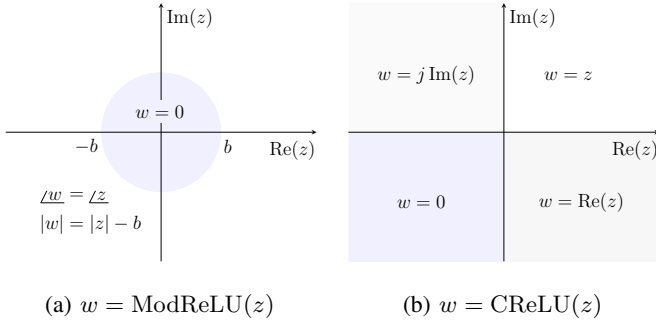 Im(z)
w = 0
−b
b
Re(z)
∠w = ∠z
|w| = |z| − b
(a) w = ModReLU(z)
Im(z)
w = j Im(z)
w = z
Re(z)
w = 0
w = Re(z)
(b) w = CReLU(z)